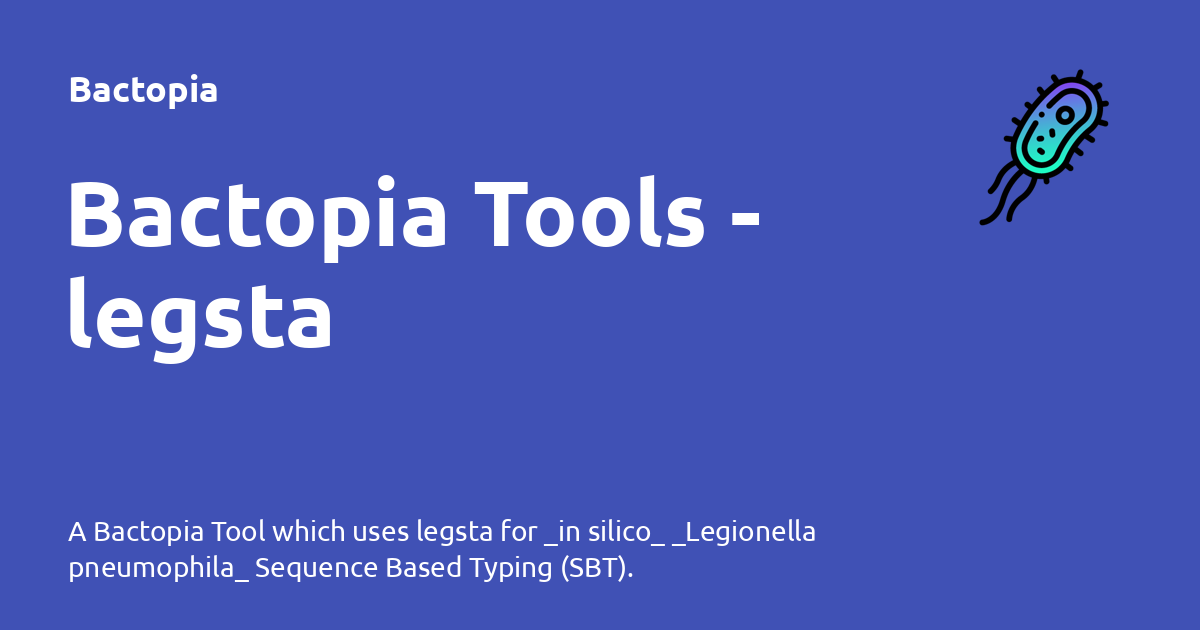 Bactopia
Bactopia Tools -
legsta
A Bactopia Tool which uses legsta for _in silico_ _Legionella
pneumophila_ Sequence Based Typing (SBT).